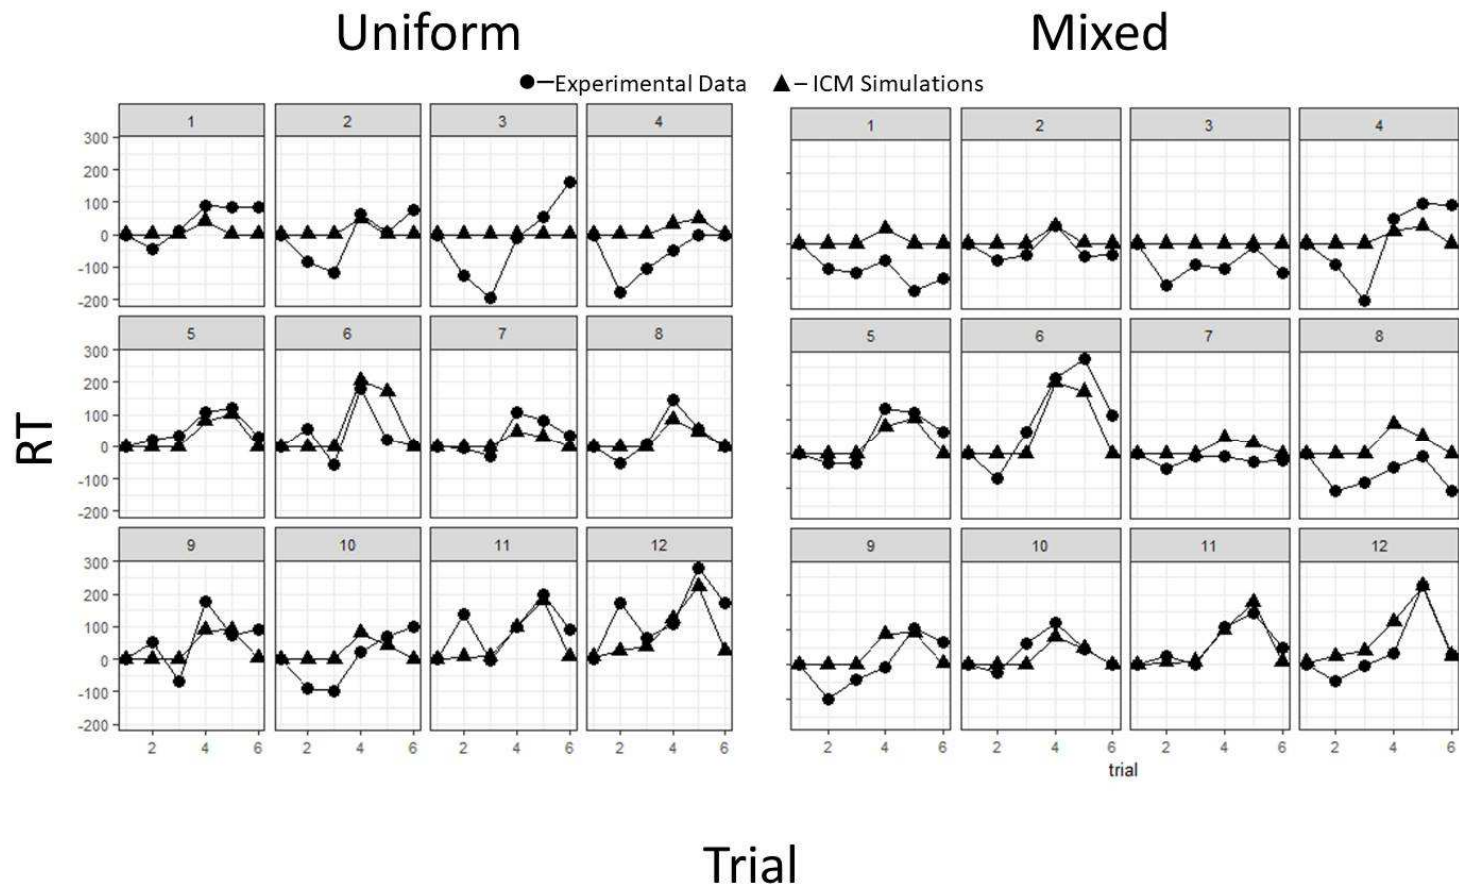 Uniform Mixed
●–Experimental Data ▲– ICM Simulations
1 2 3 4 1 2 3 4
300
200
100
0
-100
-200
5 6 7 8 5 6 7 8
300
200
100
0
-100
-200
RT
9 10 11 12 9 10 11 12
300
200
100
0
-100
-200
2 4 6 2 4 6 2 4 6 2 4 6 2 4 6 2 4 6 2 4 6 2 4 6
trial
Trial